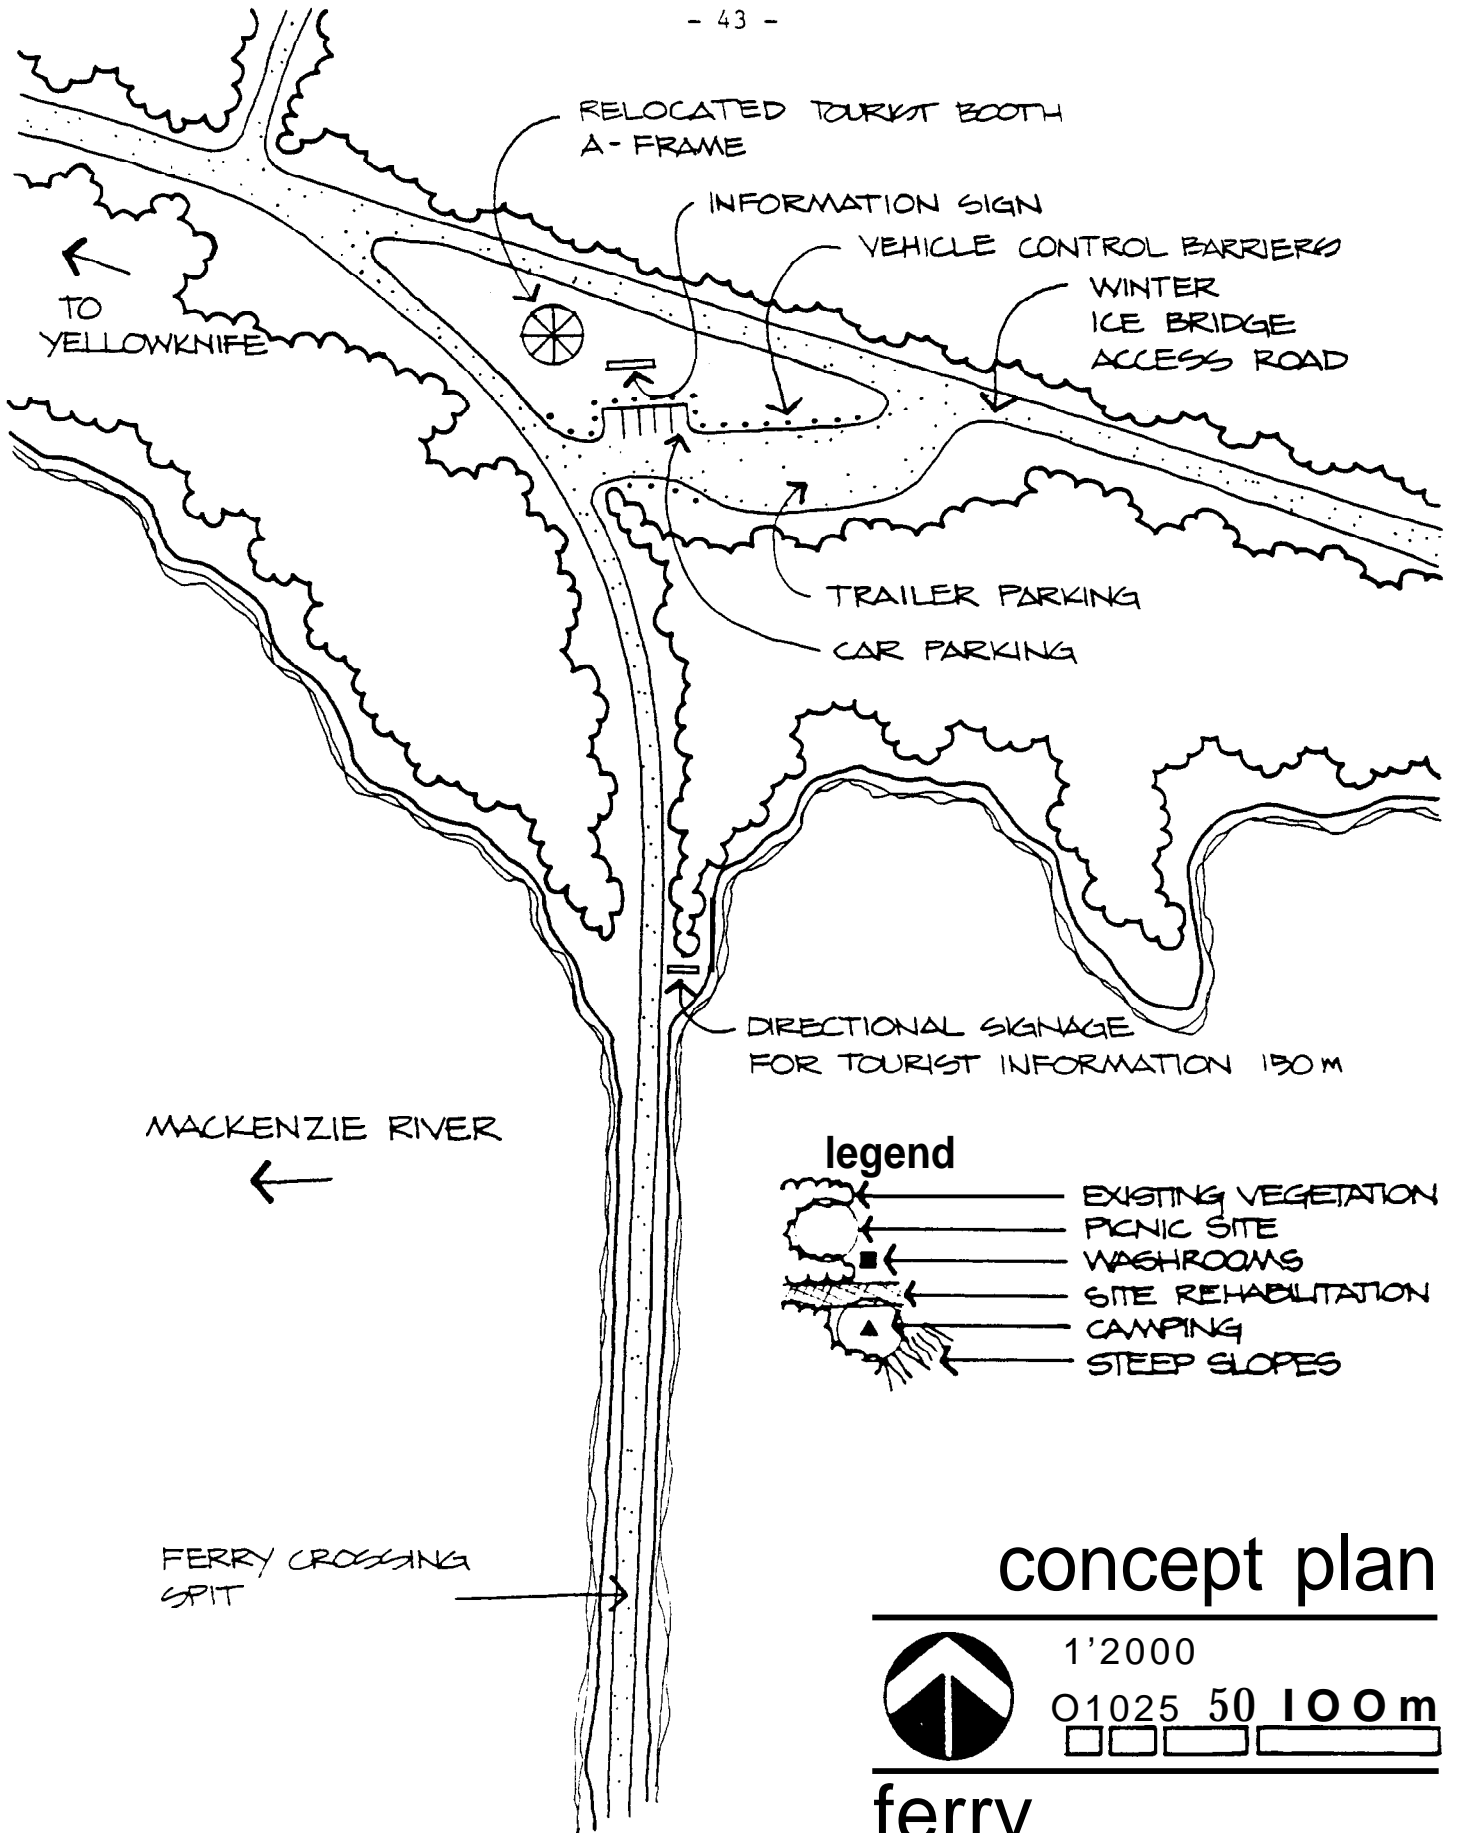 - 43 -
RELOCATED TOURIST BOOTH
A-FRAME
INFORMATION SIGN
VEHICLE CONTROL BARRIERS
WINTER
ICE BRIDGE
ACCESS ROAD
TO
YELLOWKNIFE
TRAILER PARKING
CAR PARKING
DIRECTIONAL SIGNAGE
FOR TOURIST INFORMATION 150 m
MACKENZIE RIVER
legend
EXISTING VEGETATION
PICNIC SITE
WASHROOMS
SITE REHABILITATION
CAMPING
STEEP SLOPES
FERRY CROSSING
SPIT
concept plan
1'2000
O1025 50 IOOm
ferry